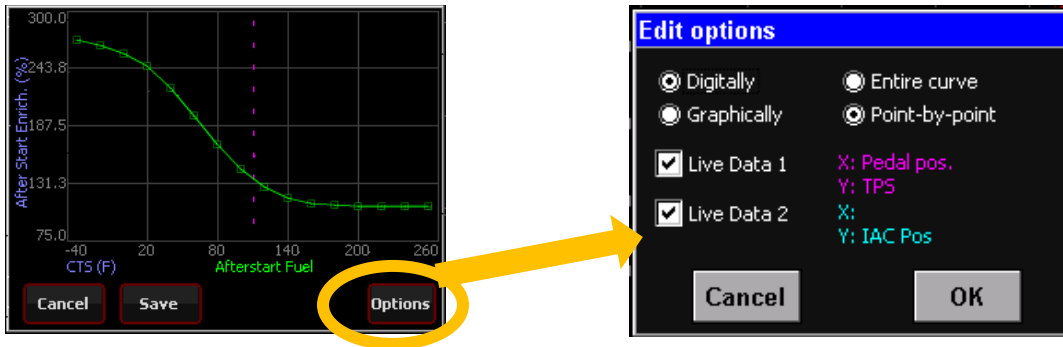 300.0
243.8
187.5
131.3
75.0
After Start Enrich. (%)
-40 20 80 140 200 260
CTS (F) Afterstart Fuel
Cancel Save Options
Edit options
Digitally Entire curve
Graphically Point-by-point
Live Data 1 X: Pedal pos.
Y: TPS
Live Data 2 X:
Y: IAC Pos
Cancel OK